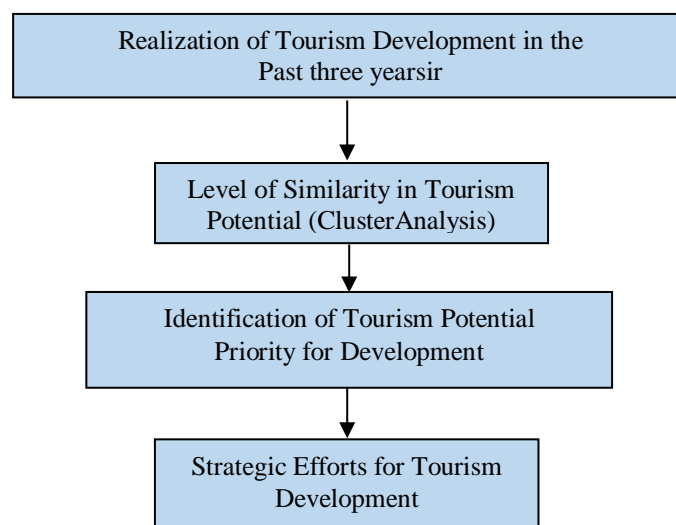 Realization of Tourism Development in the
Past three yearsir
Level of Similarity in Tourism
Potential (ClusterAnalysis)
Identification of Tourism Potential
Priority for Development
Strategic Efforts for Tourism
Development